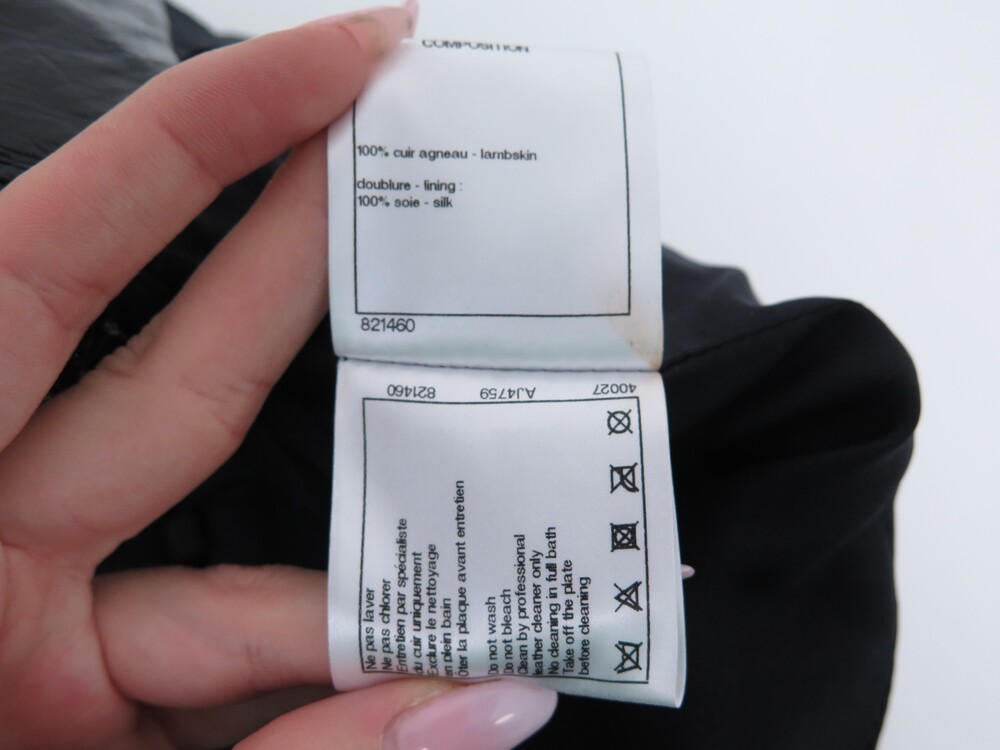 COMPOSITION
100% cuir agneau - lambskin
doublure - lining :
100% soie - silk
821460
821460 AJ4759 40027
Ne pas laver
Ne pas chlorer
Entretien par spécialiste
du cuir uniquement
Exclure le nettoyage
en plein bain
Oter la plaque avant entretien
Do not wash
Do not bleach
Clean by professional
leather cleaner only
No cleaning in full bath
Take off the plate
before cleaning